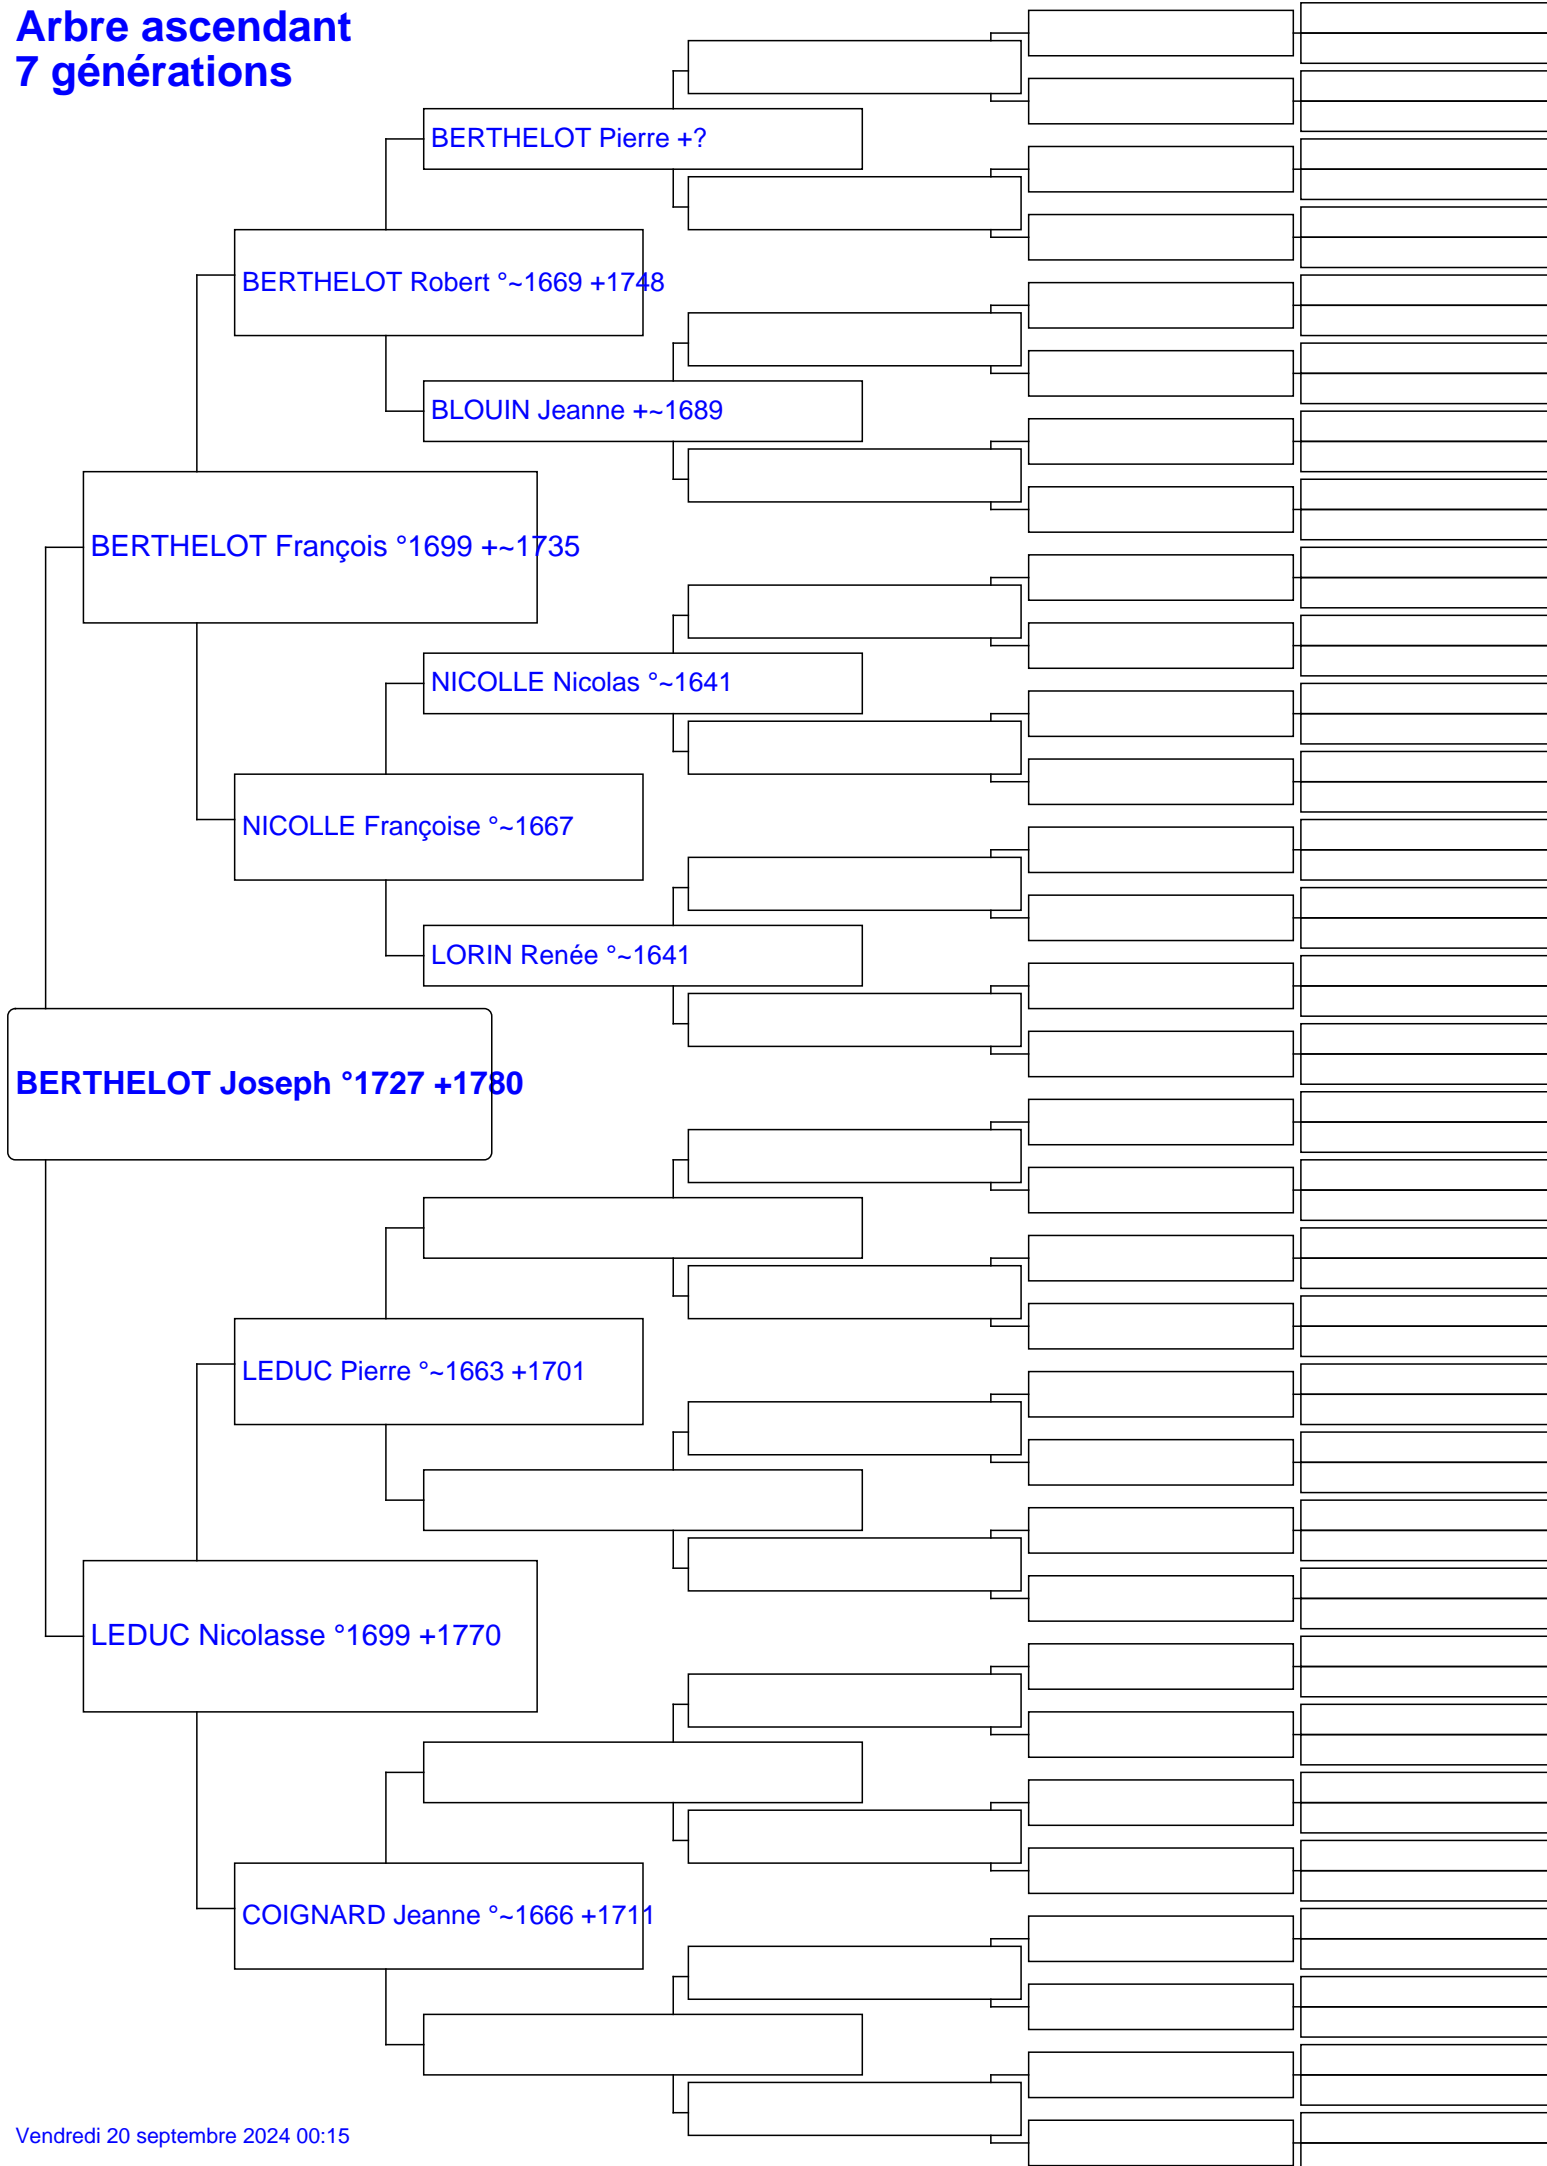 Arbre ascendant
7 générations
BERTHELOT Pierre +?
BERTHELOT Robert °~1669 +1748
BLOUIN Jeanne +~1689
BERTHELOT François °1699 +~1735
NICOLLE Nicolas °~1641
NICOLLE Françoise °~1667
LORIN Renée °~1641
BERTHELOT Joseph °1727 +1780
LEDUC Pierre °~1663 +1701
LEDUC Nicolasse °1699 +1770
COIGNARD Jeanne °~1666 +1711
Vendredi 20 septembre 2024 00:15